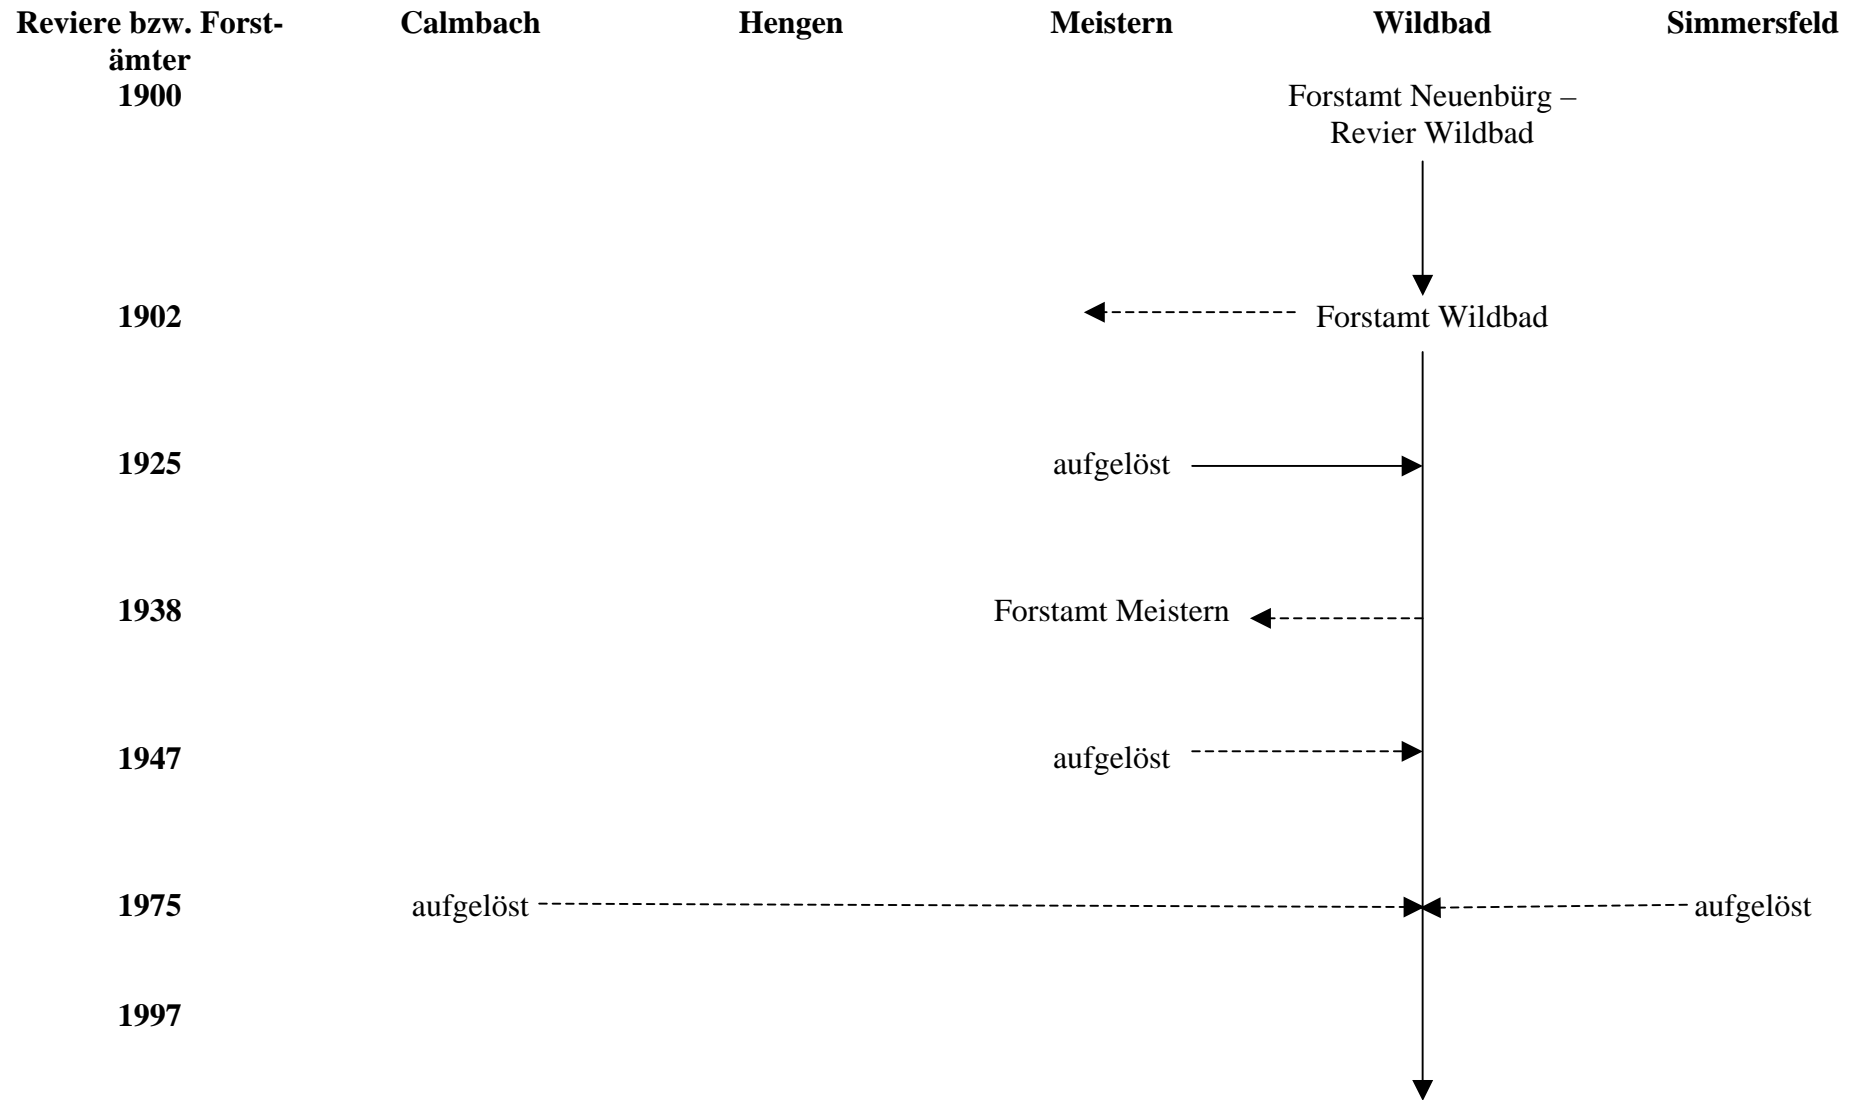 Reviere bzw. Forst- Calmbach Hengen Meistern Wildbad Simmersfeld
ämter
1900 Forstamt Neuenbürg –
Revier Wildbad
1902 Forstamt Wildbad
1925 aufgelöst
1938 Forstamt Meistern
1947 aufgelöst
1975 aufgelöst aufgelöst
1997